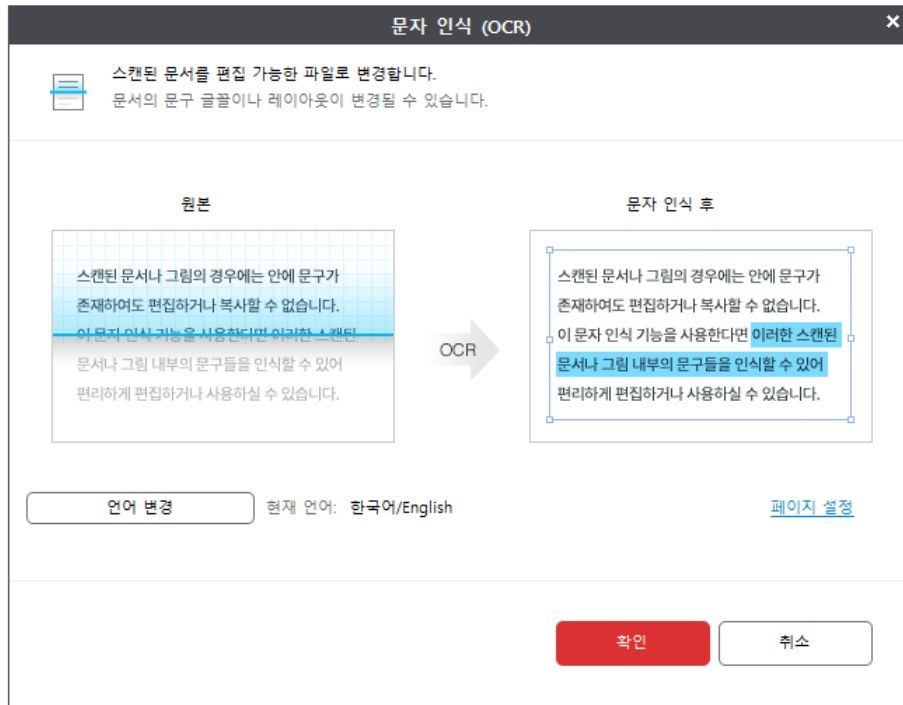 문자 인식 (OCR)
스캔된 문서를 편집 가능한 파일로 변경합니다.
문서의 문구 글꼴이나 레이아웃이 변경될 수 있습니다.
원본
스캔된 문서나 그림의 경우에는 안에 문구가
존재하여도 편집하거나 복사할 수 없습니다.
이 문자 인식 기능을 사용한다면 이러한 스캔된
문서나 그림 내부의 문구들을 인식할 수 있어
편리하게 편집하거나 사용하실 수 있습니다.
OCR
문자 인식 후
스캔된 문서나 그림의 경우에는 안에 문구가
존재하여도 편집하거나 복사할 수 없습니다.
이 문자 인식 기능을 사용한다면 이러한 스캔된
문서나 그림 내부의 문구들을 인식할 수 있어
편리하게 편집하거나 사용하실 수 있습니다.
언어 변경 현재 언어: 한국어/English 페이지 설정
확인 취소